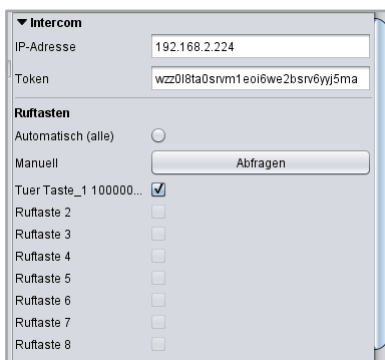 ▼ Intercom
IP-Adresse 192.168.2.224
Token wzz0l8ta0srvm1eoi6we2bsrv6yyj5ma
Ruftasten
Automatisch (alle)
Manuell Abfragen
Tuer Taste_1 100000...
Ruftaste 2
Ruftaste 3
Ruftaste 4
Ruftaste 5
Ruftaste 6
Ruftaste 7
Ruftaste 8